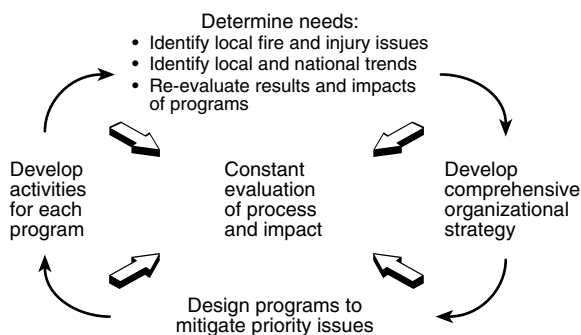 Determine needs:
• Identify local fire and injury issues
• Identify local and national trends
• Re-evaluate results and impacts
of programs
Develop
activities
for each
program
Constant
evaluation
of process
and impact
Develop
comprehensive
organizational
strategy
Design programs to
mitigate priority issues